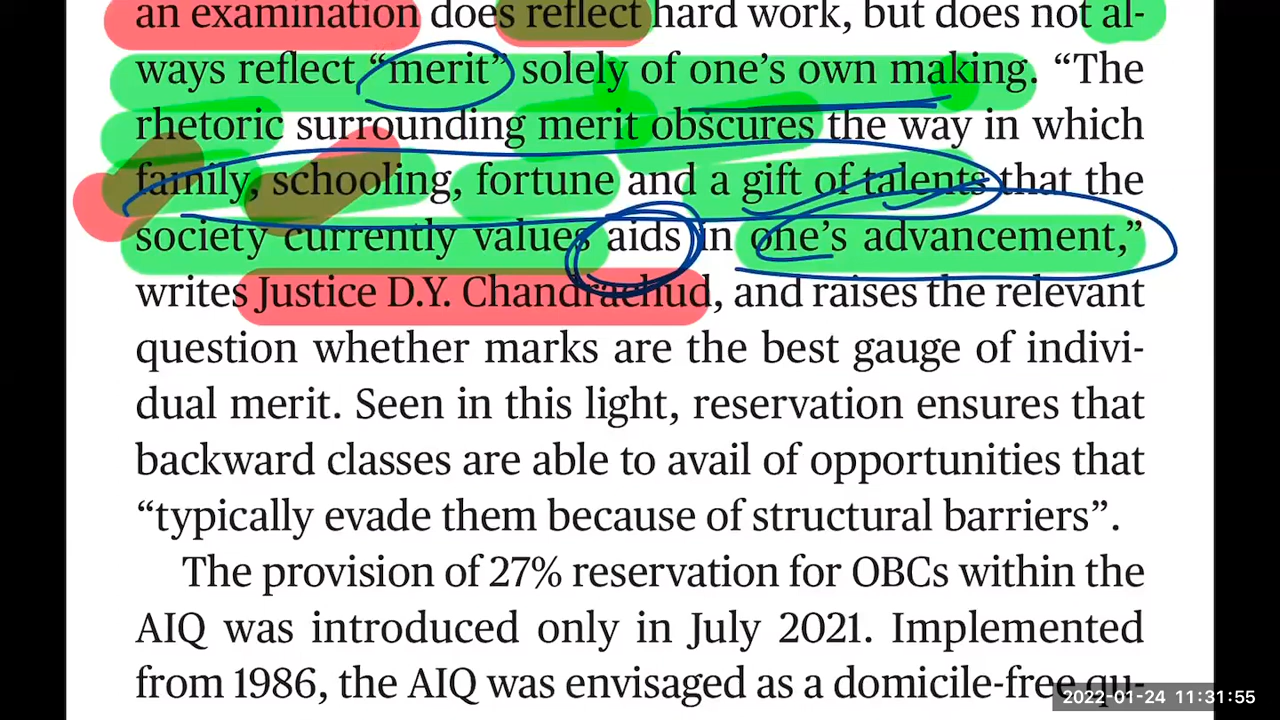 an examination does reflect hard work, but does not al-
ways reflect “merit” solely of one’s own making. “The
rhetoric surrounding merit obscures the way in which
family, schooling, fortune and a gift of talents that the
society currently values aids in one’s advancement,”
writes Justice D.Y. Chandrachud, and raises the relevant
question whether marks are the best gauge of indivi-
dual merit. Seen in this light, reservation ensures that
backward classes are able to avail of opportunities that
“typically evade them because of structural barriers”.
The provision of 27% reservation for OBCs within the
AIQ was introduced only in July 2021. Implemented
from 1986, the AIQ was envisaged as a domicile-free qu-
2022-01-24 11:31:55